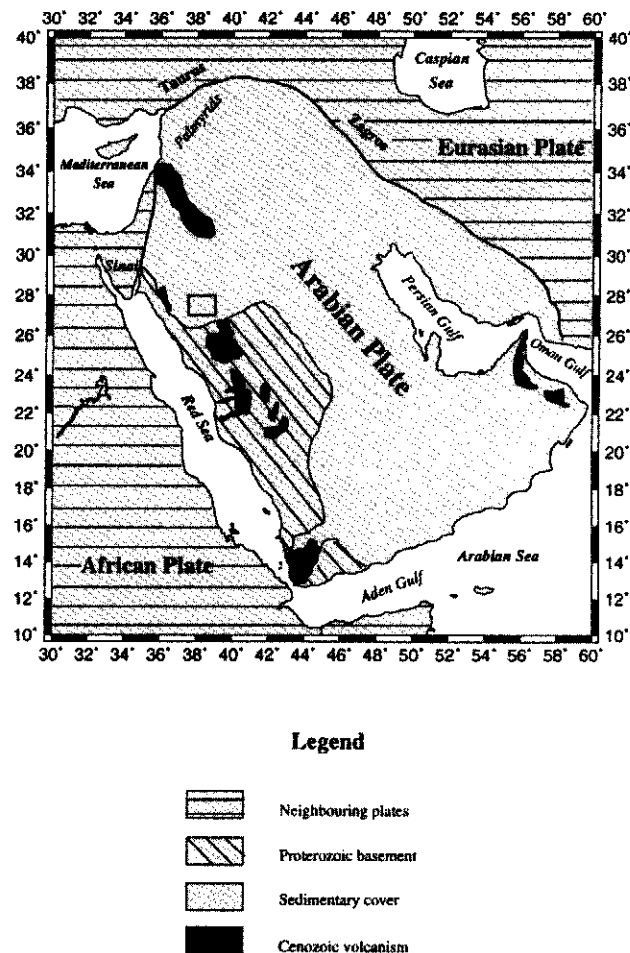 30° 32° 34° 36° 38° 40° 42° 44° 46° 48° 50° 52° 54° 56° 58° 60°
40° 40°
Caspian
Sea
38° 38°
Taurus
Palmyride
36° 36°
Zagros
Eurasian Plate
Mediterranean
Sea
34° 34°
32° 32°
30° 30°
Sinai
Arabian Plate
28° 28°
Persian Gulf
26° 26°
Oman Gulf
24° 24°
Red Sea
22° 22°
20° 20°
18° 18°
16° 16°
African Plate
Arabian Sea
14° 14°
Aden Gulf
12° 12°
10° 10°
30° 32° 34° 36° 38° 40° 42° 44° 46° 48° 50° 52° 54° 56° 58° 60°
Legend
Neighbouring plates
Proterozoic basement
Sedimentary cover
Cenozoic volcanism